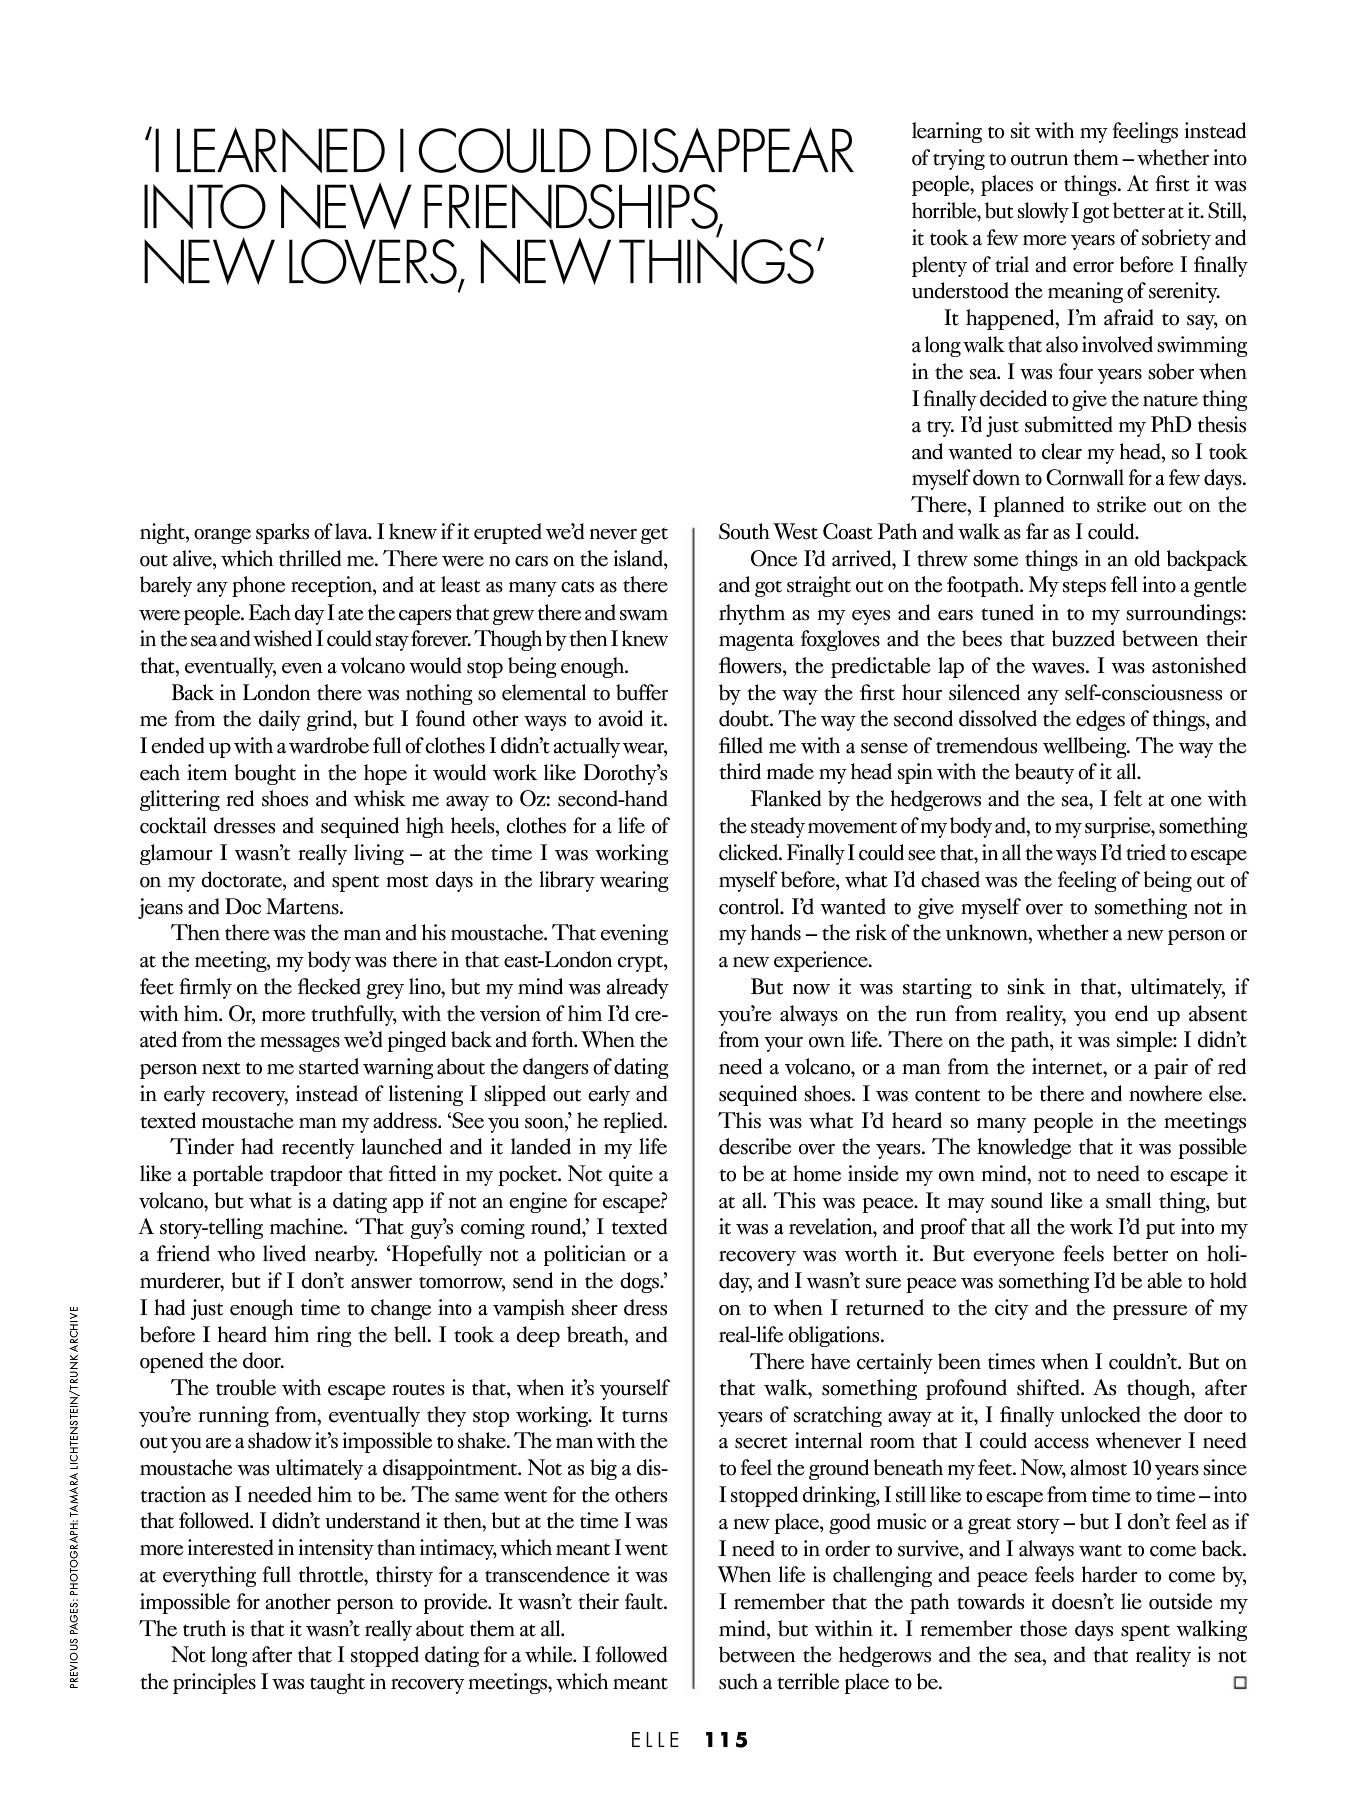 ‘I LEARNED I COULD DISAPPEAR
INTO NEW FRIENDSHIPS,
NEW LOVERS, NEW THINGS’
night, orange sparks of lava. I knew if it erupted we’d never get
out alive, which thrilled me. There were no cars on the island,
barely any phone reception, and at least as many cats as there
were people. Each day I ate the capers that grew there and swam
in the sea and wished I could stay forever. Though by then I knew
that, eventually, even a volcano would stop being enough.
Back in London there was nothing so elemental to buffer
me from the daily grind, but I found other ways to avoid it.
I ended up with a wardrobe full of clothes I didn’t actually wear,
each item bought in the hope it would work like Dorothy’s
glittering red shoes and whisk me away to Oz: second-hand
cocktail dresses and sequined high heels, clothes for a life of
glamour I wasn’t really living – at the time I was working
on my doctorate, and spent most days in the library wearing
jeans and Doc Martens.
Then there was the man and his moustache. That evening
at the meeting, my body was there in that east-London crypt,
feet firmly on the flecked grey lino, but my mind was already
with him. Or, more truthfully, with the version of him I’d cre-
ated from the messages we’d pinged back and forth. When the
person next to me started warning about the dangers of dating
in early recovery, instead of listening I slipped out early and
texted moustache man my address. ‘See you soon,’ he replied.
Tinder had recently launched and it landed in my life
like a portable trapdoor that fitted in my pocket. Not quite a
volcano, but what is a dating app if not an engine for escape?
A story-telling machine. ‘That guy’s coming round,’ I texted
a friend who lived nearby. ‘Hopefully not a politician or a
murderer, but if I don’t answer tomorrow, send in the dogs.’
I had just enough time to change into a vampish sheer dress
before I heard him ring the bell. I took a deep breath, and
opened the door.
The trouble with escape routes is that, when it’s yourself
you’re running from, eventually they stop working. It turns
out you are a shadow it’s impossible to shake. The man with the
moustache was ultimately a disappointment. Not as big a dis-
traction as I needed him to be. The same went for the others
that followed. I didn’t understand it then, but at the time I was
more interested in intensity than intimacy, which meant I went
at everything full throttle, thirsty for a transcendence it was
impossible for another person to provide. It wasn’t their fault.
The truth is that it wasn’t really about them at all.
Not long after that I stopped dating for a while. I followed
the principles I was taught in recovery meetings, which meant
learning to sit with my feelings instead
of trying to outrun them – whether into
people, places or things. At first it was
horrible, but slowly I got better at it. Still,
it took a few more years of sobriety and
plenty of trial and error before I finally
understood the meaning of serenity.
It happened, I’m afraid to say, on
a long walk that also involved swimming
in the sea. I was four years sober when
I finally decided to give the nature thing
a try. I’d just submitted my PhD thesis
and wanted to clear my head, so I took
myself down to Cornwall for a few days.
There, I planned to strike out on the
South West Coast Path and walk as far as I could.
Once I’d arrived, I threw some things in an old backpack
and got straight out on the footpath. My steps fell into a gentle
rhythm as my eyes and ears tuned in to my surroundings:
magenta foxgloves and the bees that buzzed between their
flowers, the predictable lap of the waves. I was astonished
by the way the first hour silenced any self-consciousness or
doubt. The way the second dissolved the edges of things, and
filled me with a sense of tremendous wellbeing. The way the
third made my head spin with the beauty of it all.
Flanked by the hedgerows and the sea, I felt at one with
the steady movement of my body and, to my surprise, something
clicked. Finally I could see that, in all the ways I’d tried to escape
myself before, what I’d chased was the feeling of being out of
control. I’d wanted to give myself over to something not in
my hands – the risk of the unknown, whether a new person or
a new experience.
But now it was starting to sink in that, ultimately, if
you’re always on the run from reality, you end up absent
from your own life. There on the path, it was simple: I didn’t
need a volcano, or a man from the internet, or a pair of red
sequined shoes. I was content to be there and nowhere else.
This was what I’d heard so many people in the meetings
describe over the years. The knowledge that it was possible
to be at home inside my own mind, not to need to escape it
at all. This was peace. It may sound like a small thing, but
it was a revelation, and proof that all the work I’d put into my
recovery was worth it. But everyone feels better on holi-
day, and I wasn’t sure peace was something I’d be able to hold
on to when I returned to the city and the pressure of my
real-life obligations.
There have certainly been times when I couldn’t. But on
that walk, something profound shifted. As though, after
years of scratching away at it, I finally unlocked the door to
a secret internal room that I could access whenever I need
to feel the ground beneath my feet. Now, almost 10 years since
I stopped drinking, I still like to escape from time to time – into
a new place, good music or a great story – but I don’t feel as if
I need to in order to survive, and I always want to come back.
When life is challenging and peace feels harder to come by,
I remember that the path towards it doesn’t lie outside my
mind, but within it. I remember those days spent walking
between the hedgerows and the sea, and that reality is not
such a terrible place to be.
PREVIOUS PAGES: PHOTOGRAPH: TAMARA LICHTENSTEIN/TRUNK ARCHIVE
ELLE 115